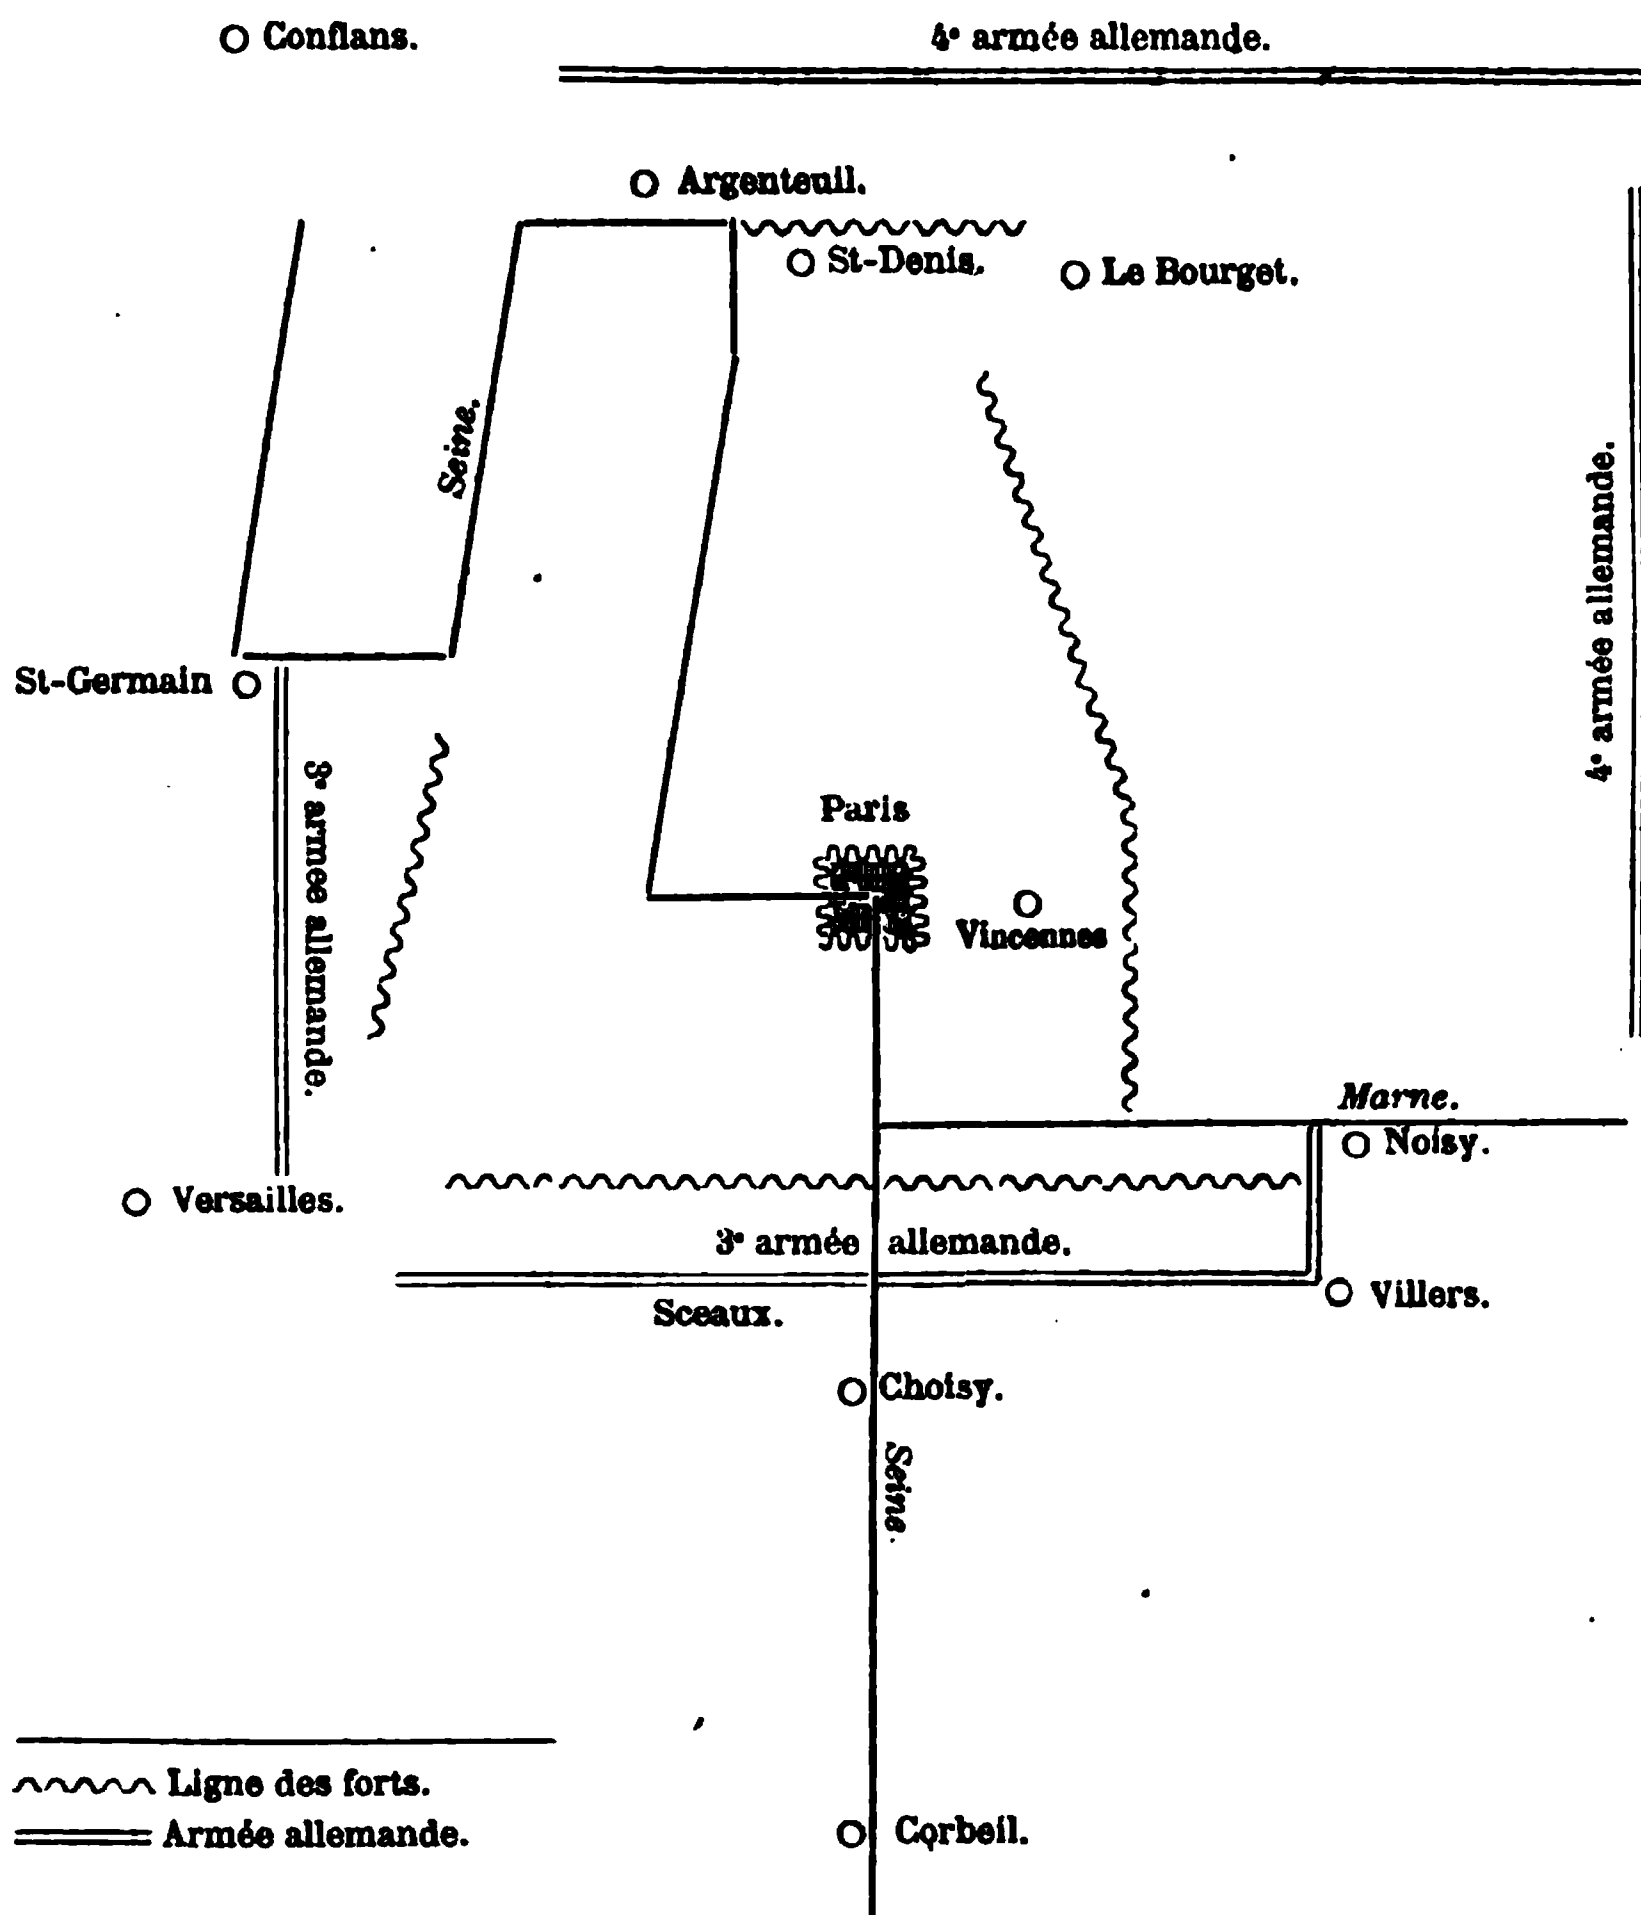 Conflans.
4e armée allemande.
Argenteuil.
St-Denis.
Le Bourget.
Seine.
4e armée allemande.
St-Germain
3e armee allemande.
Paris
Vincennes
Marne.
Noisy.
Versailles.
3e armée allemande.
Villers.
Sceaux.
Choisy.
Seine
Ligne des forts.
Armée allemande.
Corbeil.